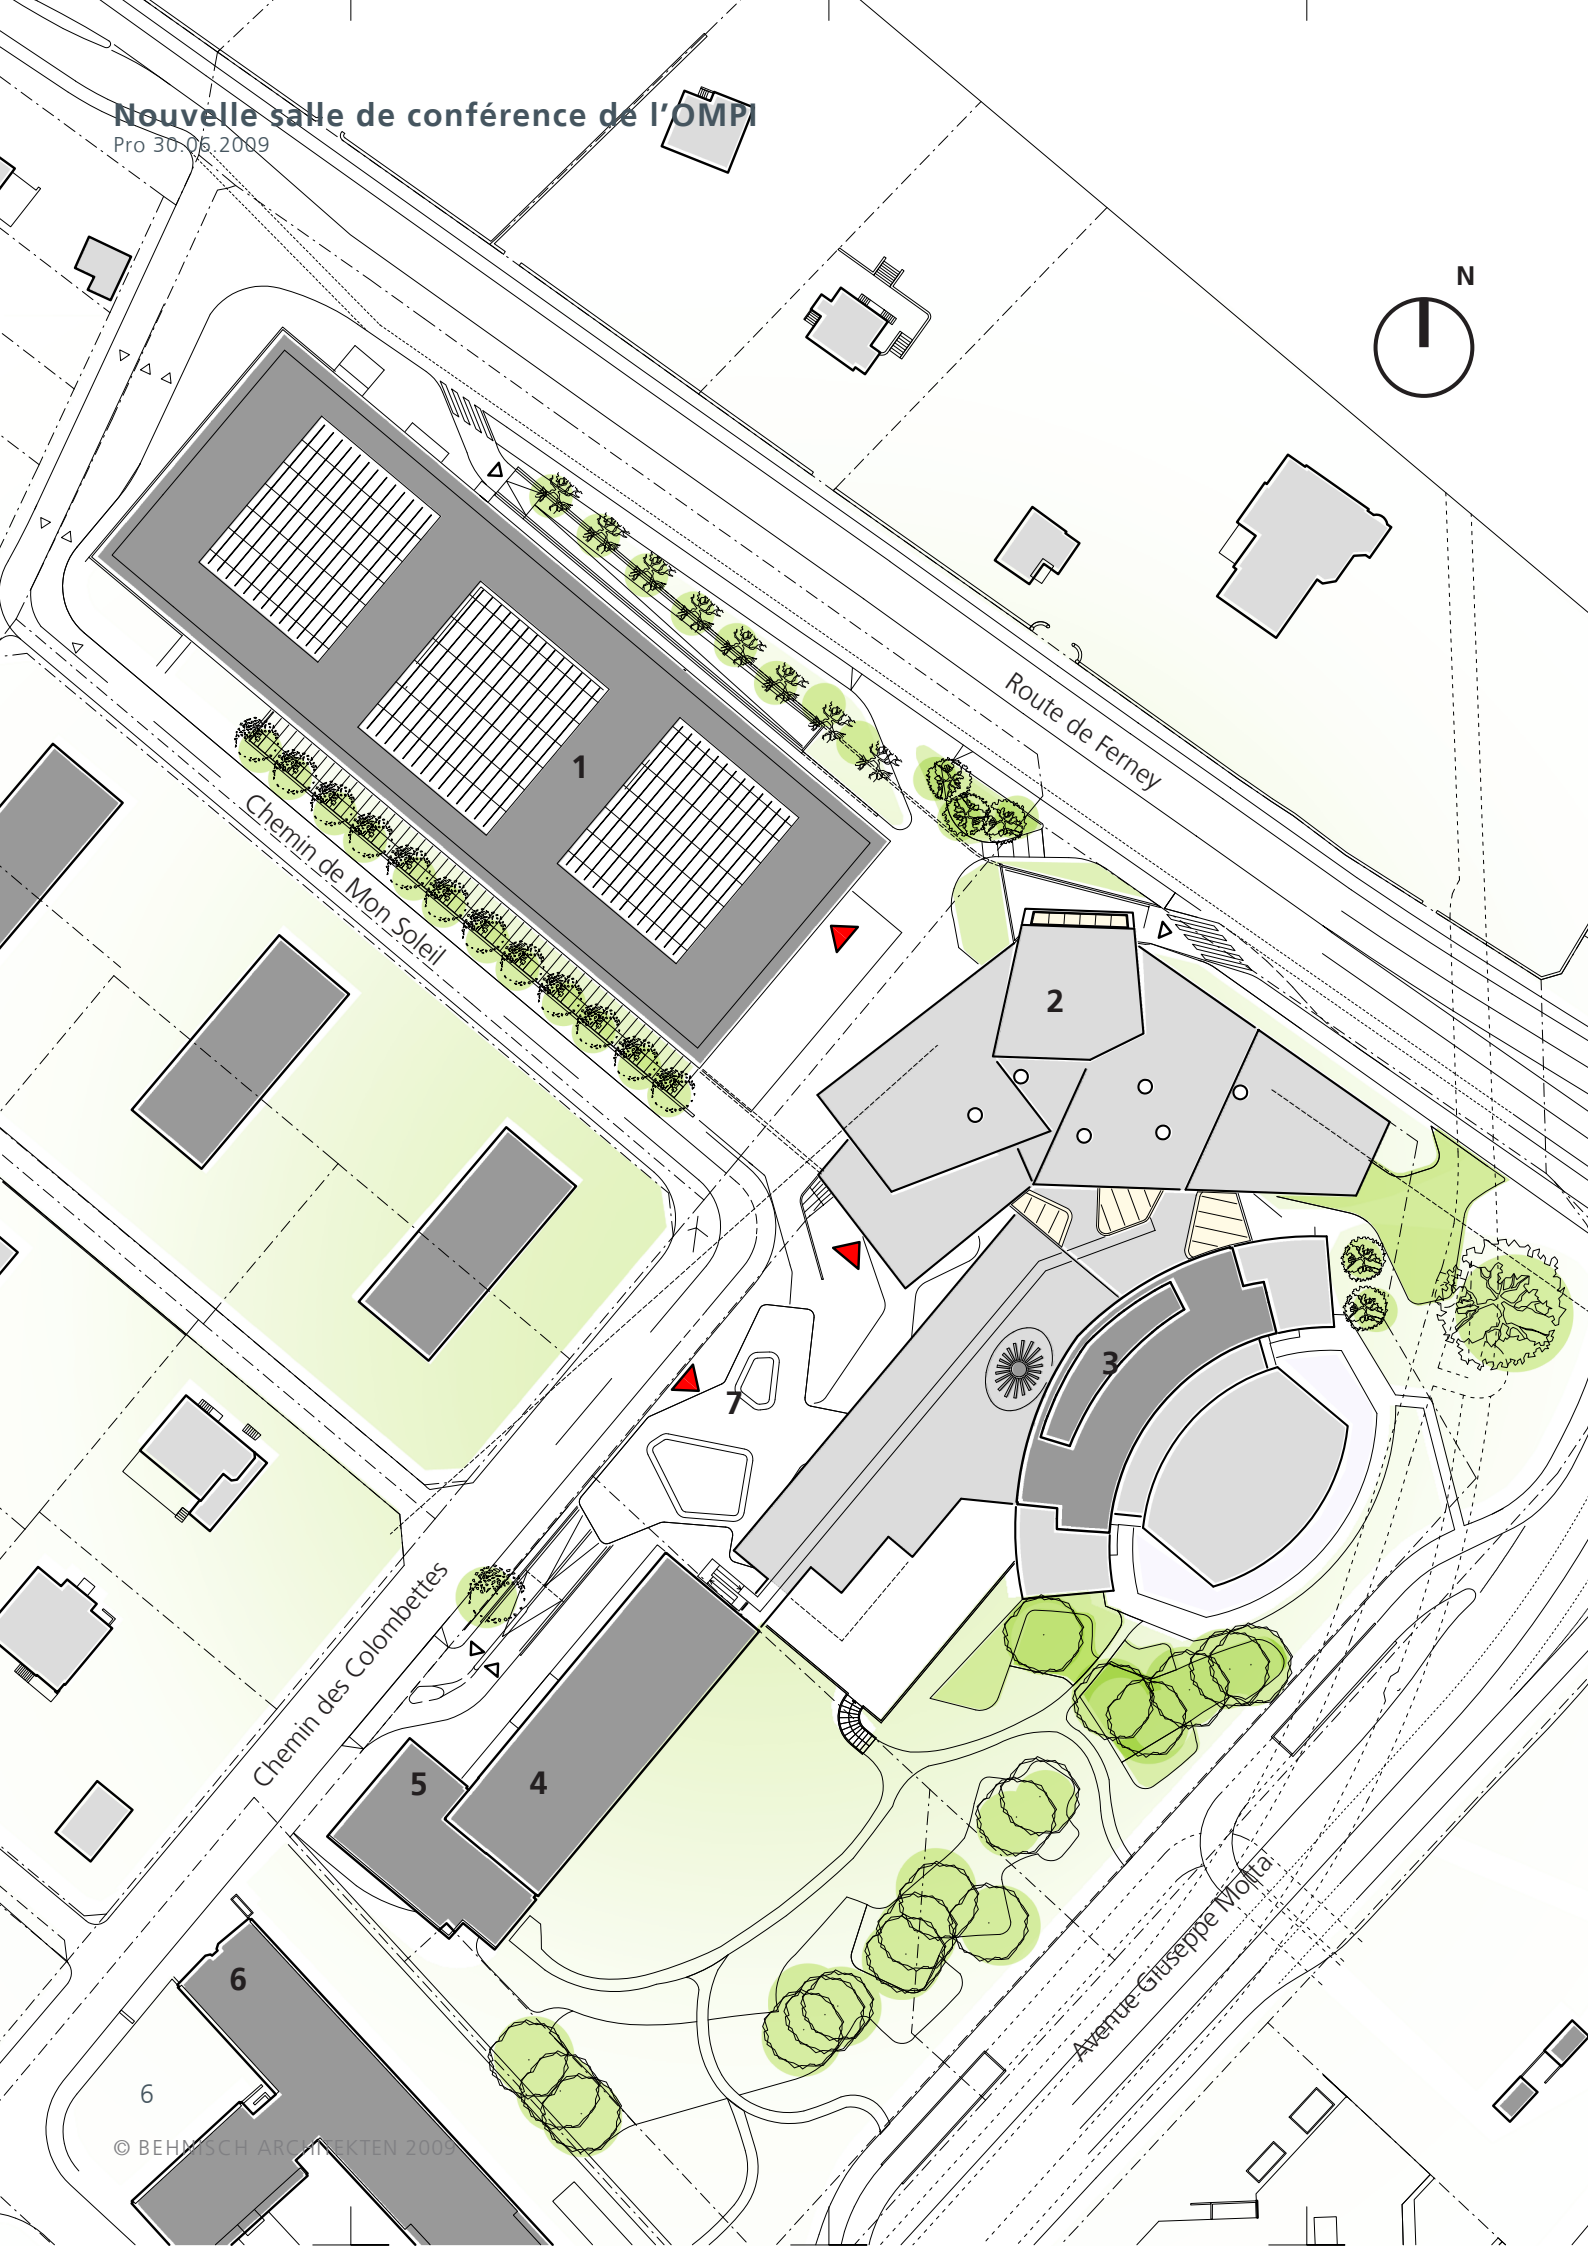 Nouvelle salle de conférence de l’OMPI
Pro 30.06.2009
N
Route de Ferney
1
Chemin de Mon Soleil
2
3
7
Chemin des Colombettes
5
4
Avenue Giuseppe Motta
6
6
© BEHNISCH ARCHITEKTEN 2009